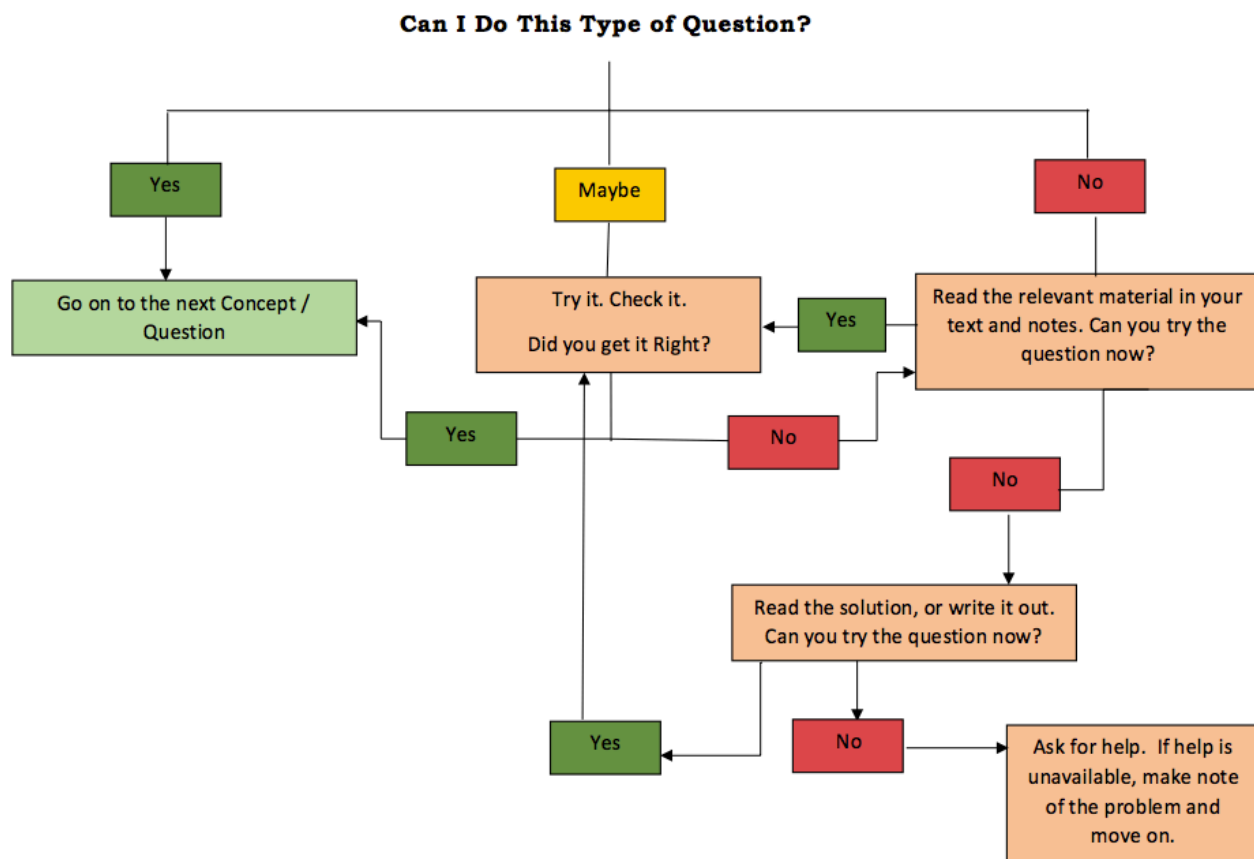 Can I Do This Type of Question?
Yes
Maybe
No
Go on to the next Concept /
Question
Try it. Check it.
Did you get it Right?
Yes
Read the relevant material in your
text and notes. Can you try the
question now?
Yes
No
No
Read the solution, or write it out.
Can you try the question now?
Yes
No
Ask for help. If help is
unavailable, make note
of the problem and
move on.